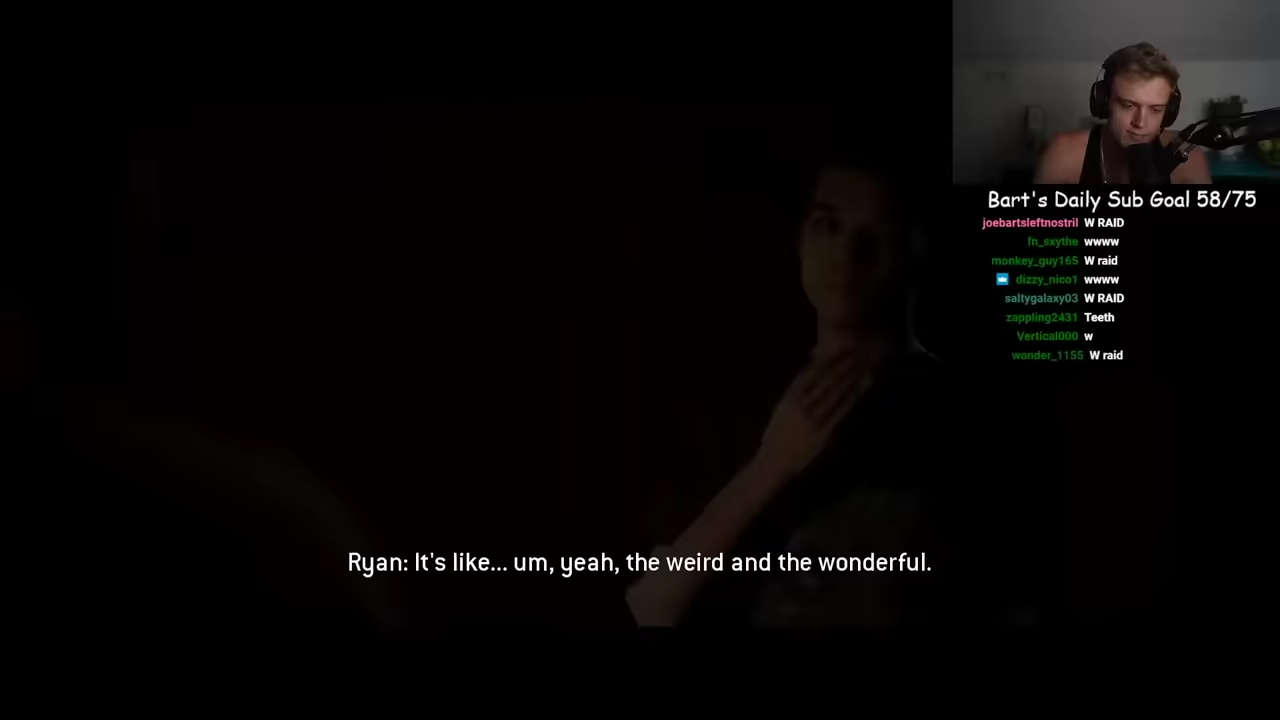 Bart's Daily Sub Goal 58/75
joebartsleftnostril W RAID
fn_sxythe wwww
monkey_guy165 W raid
dizzy_nico1 wwww
saltygalaxy03 W RAID
zappling2431 Teeth
Vertical000 w
wonder_1155 W raid
Ryan: It's like... um, yeah, the weird and the wonderful.